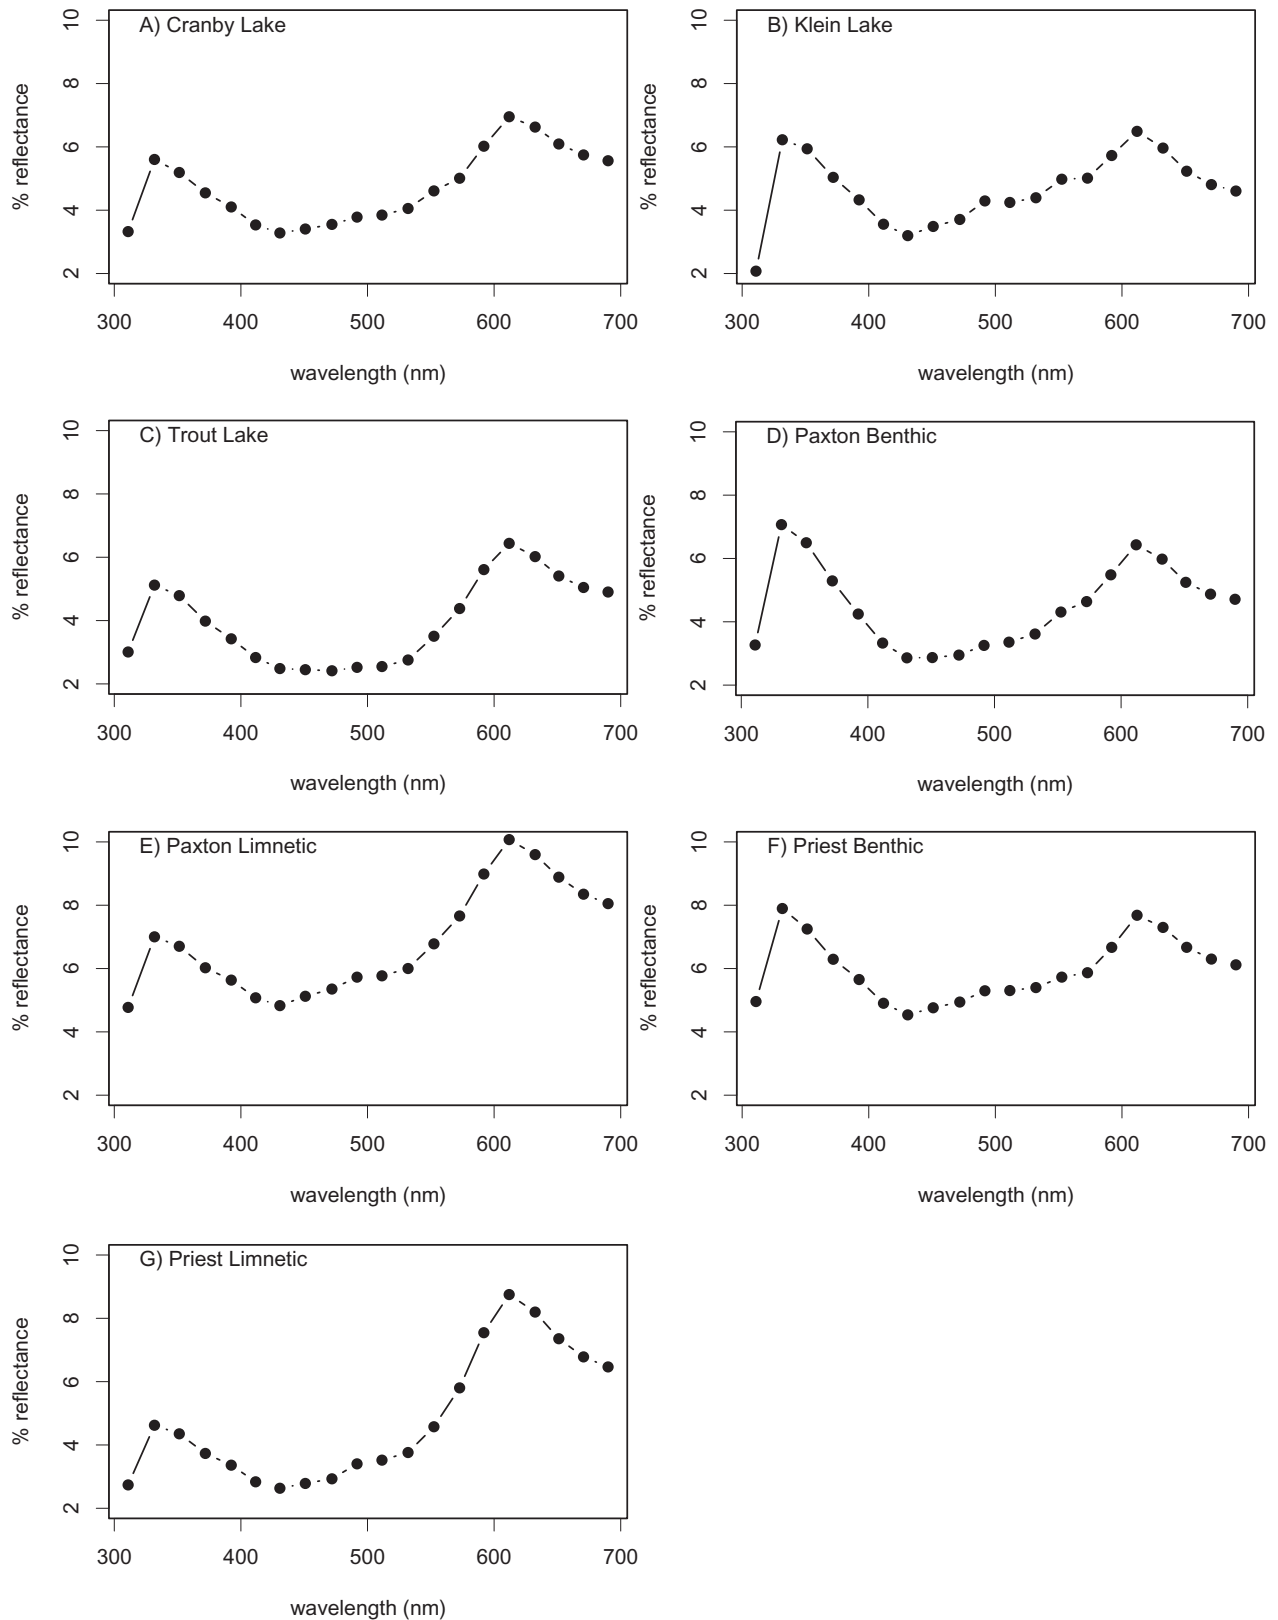 A) Cranby Lake
% reflectance
10
8
6
4
2
300 400 500 600 700
wavelength (nm)
B) Klein Lake
% reflectance
10
8
6
4
2
300 400 500 600 700
wavelength (nm)
C) Trout Lake
% reflectance
10
8
6
4
2
300 400 500 600 700
wavelength (nm)
D) Paxton Benthic
% reflectance
10
8
6
4
2
300 400 500 600 700
wavelength (nm)
E) Paxton Limnetic
% reflectance
10
8
6
4
2
300 400 500 600 700
wavelength (nm)
F) Priest Benthic
% reflectance
10
8
6
4
2
300 400 500 600 700
wavelength (nm)
G) Priest Limnetic
% reflectance
10
8
6
4
2
300 400 500 600 700
wavelength (nm)